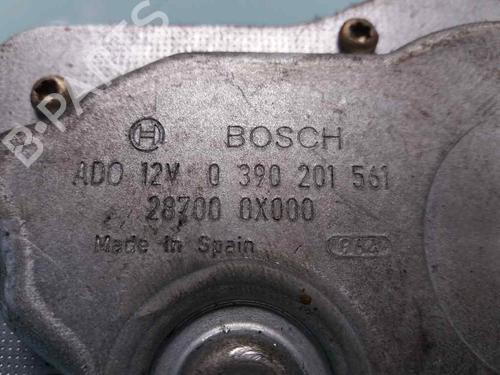 BOSCH
ADO 12V 0 390 201 561
28700 0X000
Made in Spain
B-PARTS